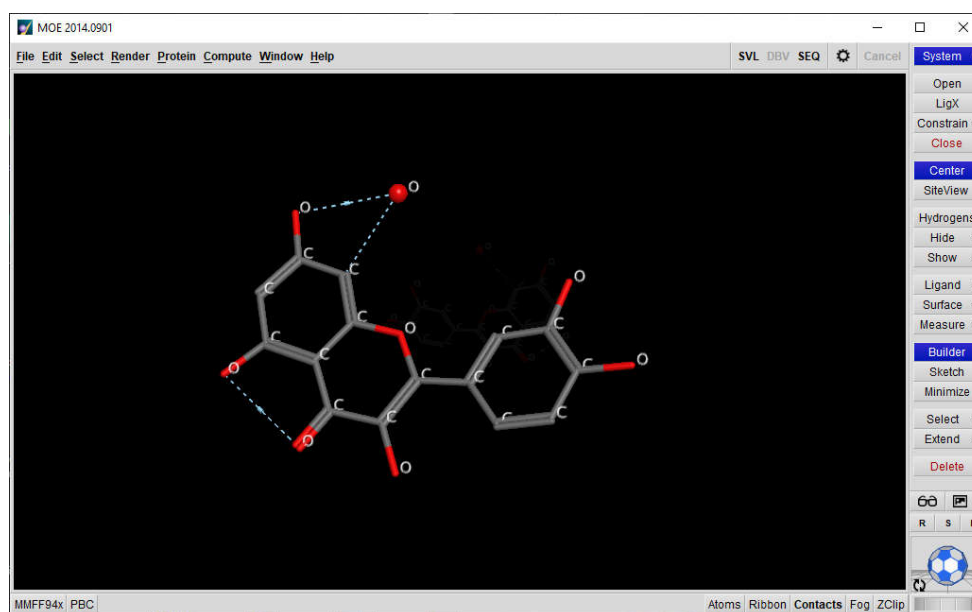 MOE 2014.0901
File Edit Select Render Protein Compute Window Help
SVL DBV SEQ Cancel
System
Open
LigX
Constrain
Close
Center
SiteView
Hydrogens
Hide
Show
Ligand
Surface
Measure
Builder
Sketch
Minimize
Select
Extend
Delete
R S
O
O
C
C
C
C
O
C
O
C
C
O
C
C
C
O
C
C
C
O
C
C
O
MMFF94x PBC
Atoms Ribbon Contacts Fog ZClip